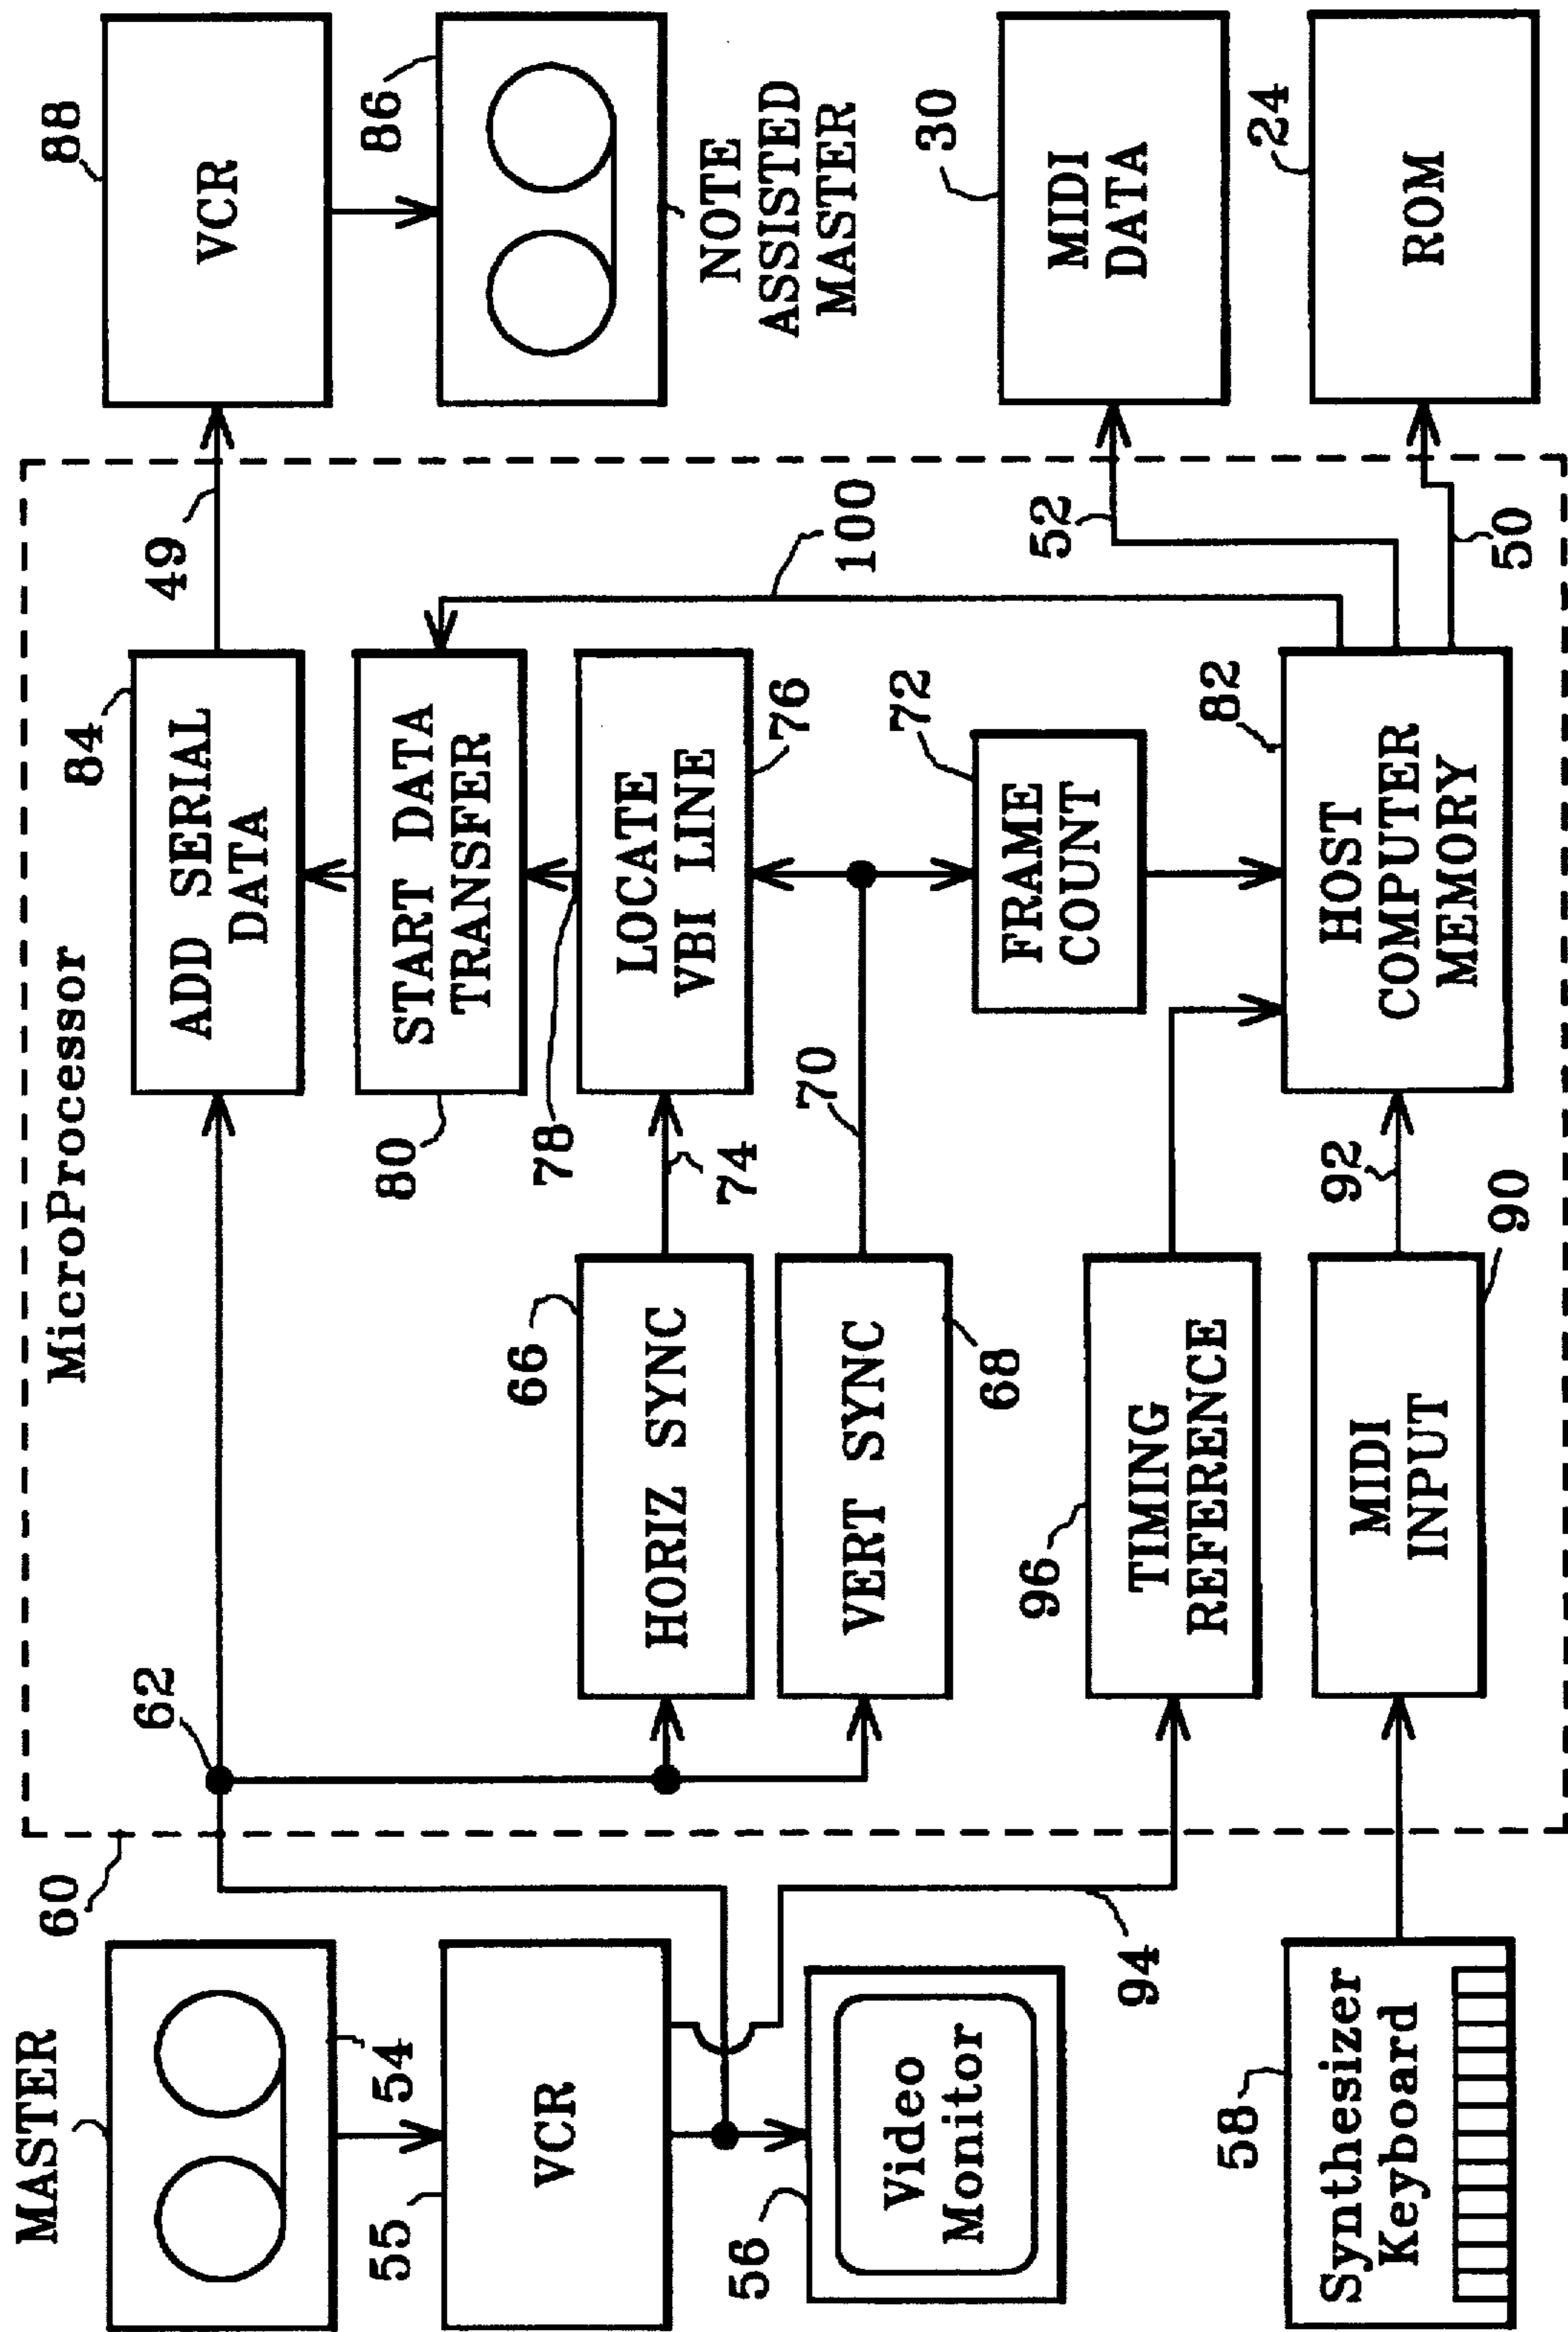 MASTER
54
55
VCR
56
Video
Monitor
58
Synthesizer
Keyboard
60
MicroProcessor
62
94
HORIZ SYNC
66
VERT SYNC
68
TIMING
REFERENCE
96
MIDI
INPUT
90
74
70
92
ADD SERIAL
DATA
84
START DATA
TRANSFER
80
78
LOCATE
VBI LINE
76
FRAME
COUNT
72
HOST
COMPUTER
MEMORY
82
49
100
52
50
88
VCR
86
NOTE
ASSISTED
MASTER
30
MIDI
DATA
24
ROM